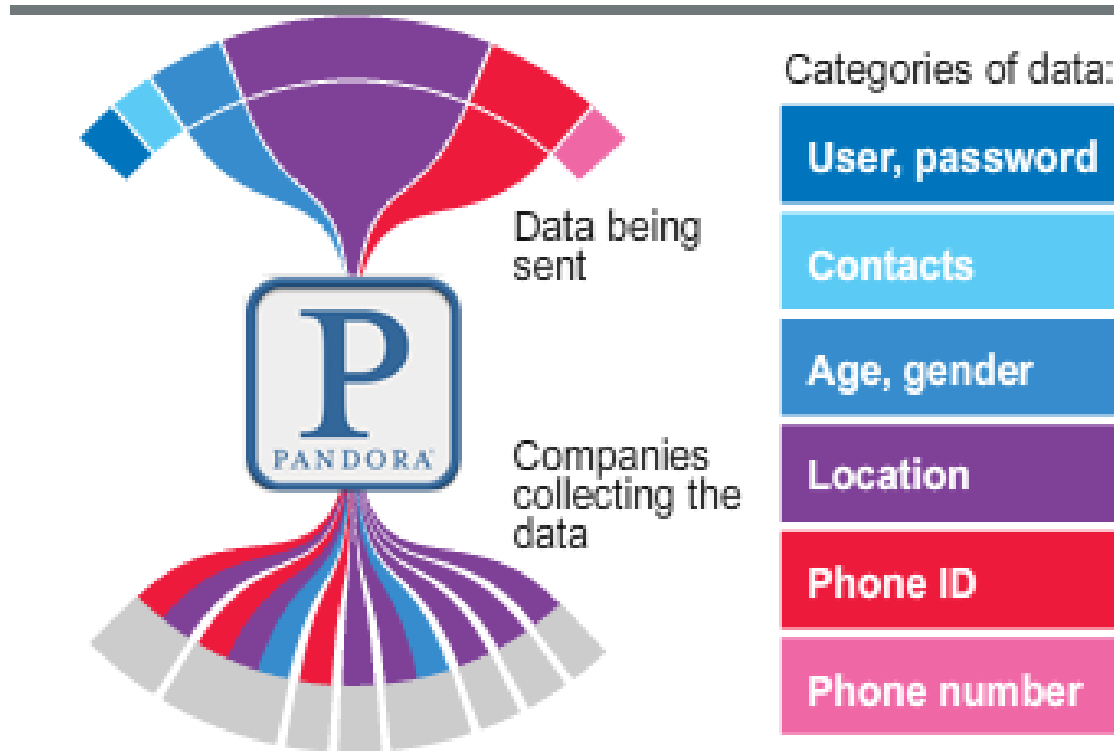 Categories of data:
User, password
Contacts
Age, gender
Location
Phone ID
Phone number
Data being
sent
P
PANDORA
Companies
collecting the
data